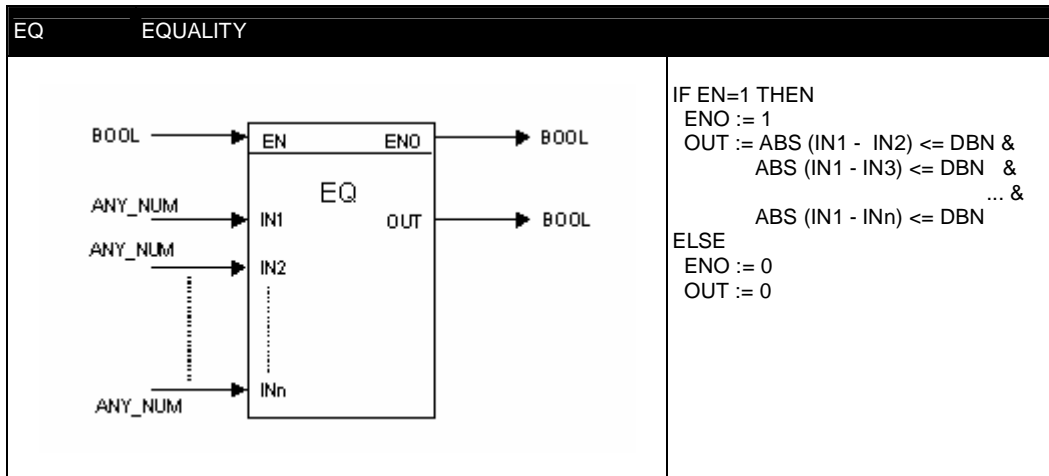 EQ EQUALITY
BOOL EN ENO BOOL
EQ
ANY_NUM IN1 OUT BOOL
ANY_NUM IN2
ANY_NUM INn
IF EN=1 THEN
ENO := 1
OUT := ABS (IN1 - IN2) <= DBN &
ABS (IN1 - IN3) <= DBN &
... &
ABS (IN1 - INn) <= DBN
ELSE
ENO := 0
OUT := 0